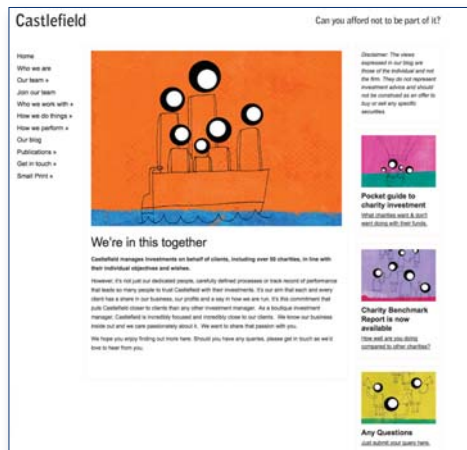 Castlefield
Can you afford not to be part of it?
Home
Who we are
Our team +
Join our team
Who we work with +
How we do things +
How we perform +
Our blog
Publications +
Get in touch +
Small Print +
We're in this together
Castlefield manages investments on behalf of clients, including over 55 charities, in line with
their individual objectives and wishes.
However, it's not just our dedicated people, carefully defined processes or track record of performance
that leads so many people to trust Castlefield with their investments. It's our aim that each and every
client has a share in our business, our profits and a say in how we are run. It's this commitment that
puts Castlefield closer to clients than any other investment manager. As a boutique investment
manager, Castlefield is incredibly focused and incredibly close to our clients. We know our business
inside out and we care passionately about it. We want to share that passion with you.
We hope you enjoy finding out more here. Should you have any queries, please get in touch as we'd
love to hear from you.
Disclaimer: The views
expressed in our blog are
those of the individual and not
the firm. They do not represent
investment advice and should
not be construed as an offer to
buy or sell any specific
securities.
Pocket guide to
charity investment
What charities want & don't
want doing with their funds.
Charity Benchmark
Report is now
available
How well are you doing
compared to other charities?
Any Questions
Just submit your query here.